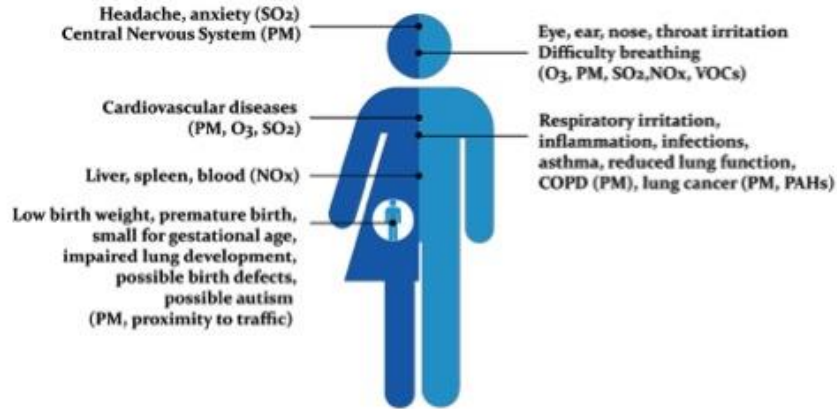 Headache, anxiety (SO₂)
Central Nervous System (PM)
Cardiovascular diseases
(PM, O₃, SO₂)
Liver, spleen, blood (NOx)
Low birth weight, premature birth,
small for gestational age,
impaired lung development,
possible birth defects,
possible autism
(PM, proximity to traffic)
Eye, ear, nose, throat irritation
Difficulty breathing
(O₃, PM, SO₂,NOx, VOCs)
Respiratory irritation,
inflammation, infections,
asthma, reduced lung function,
COPD (PM), lung cancer (PM, PAHs)